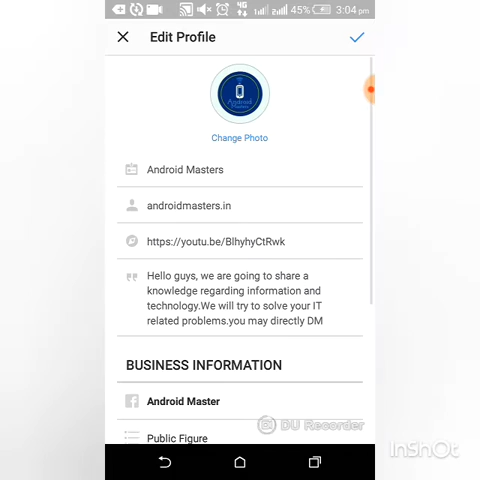 4G 45% 3:04 pm
Edit Profile
Android
Masters
Change Photo
Android Masters
androidmasters.in
https://youtu.be/BlhyhyCtRwk
Hello guys, we are going to share a
knowledge regarding information and
technology.We will try to solve your IT
related problems.you may directly DM
BUSINESS INFORMATION
Android Master
DU Recorder
Public Figure
InShOt